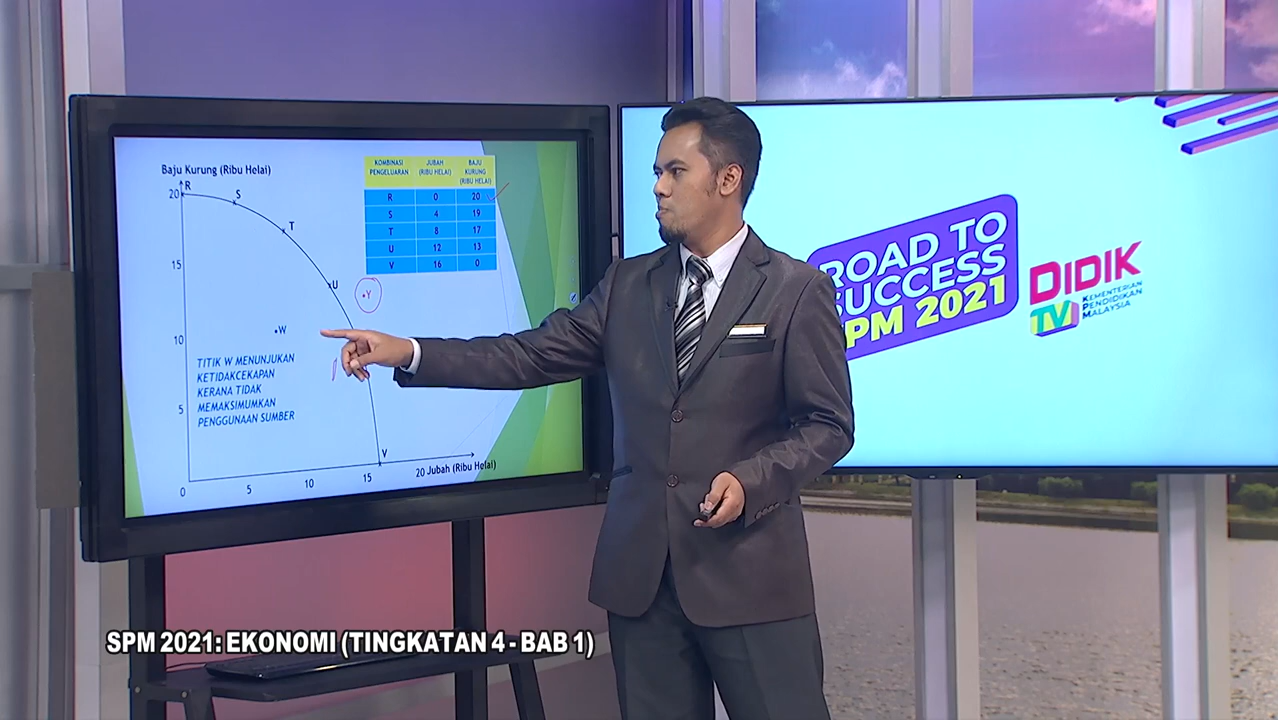 Baju Kurung (Ribu Helai)
R
20
S
T
15
U
Y
W
10
TITIK W MENUNJUKAN
KETIDAKCEKAPAN
KERANA TIDAK
MEMAKSIMUMKAN
PENGGUNAAN SUMBER
5
V
0
5
10
15
20 Jubah (Ribu Helai)
KOMBINASI PENGELUARAN JUBAH (RIBU HELAI) BAJU KURUNG (RIBU HELAI)
R 0 20
S 4 19
T 8 17
U 12 13
V 16 0
ROAD TO
SUCCESS
SPM 2021
DIDIK
TV
KEMENTERIAN
PENDIDIKAN
MALAYSIA
SPM 2021: EKONOMI (TINGKATAN 4 - BAB 1)